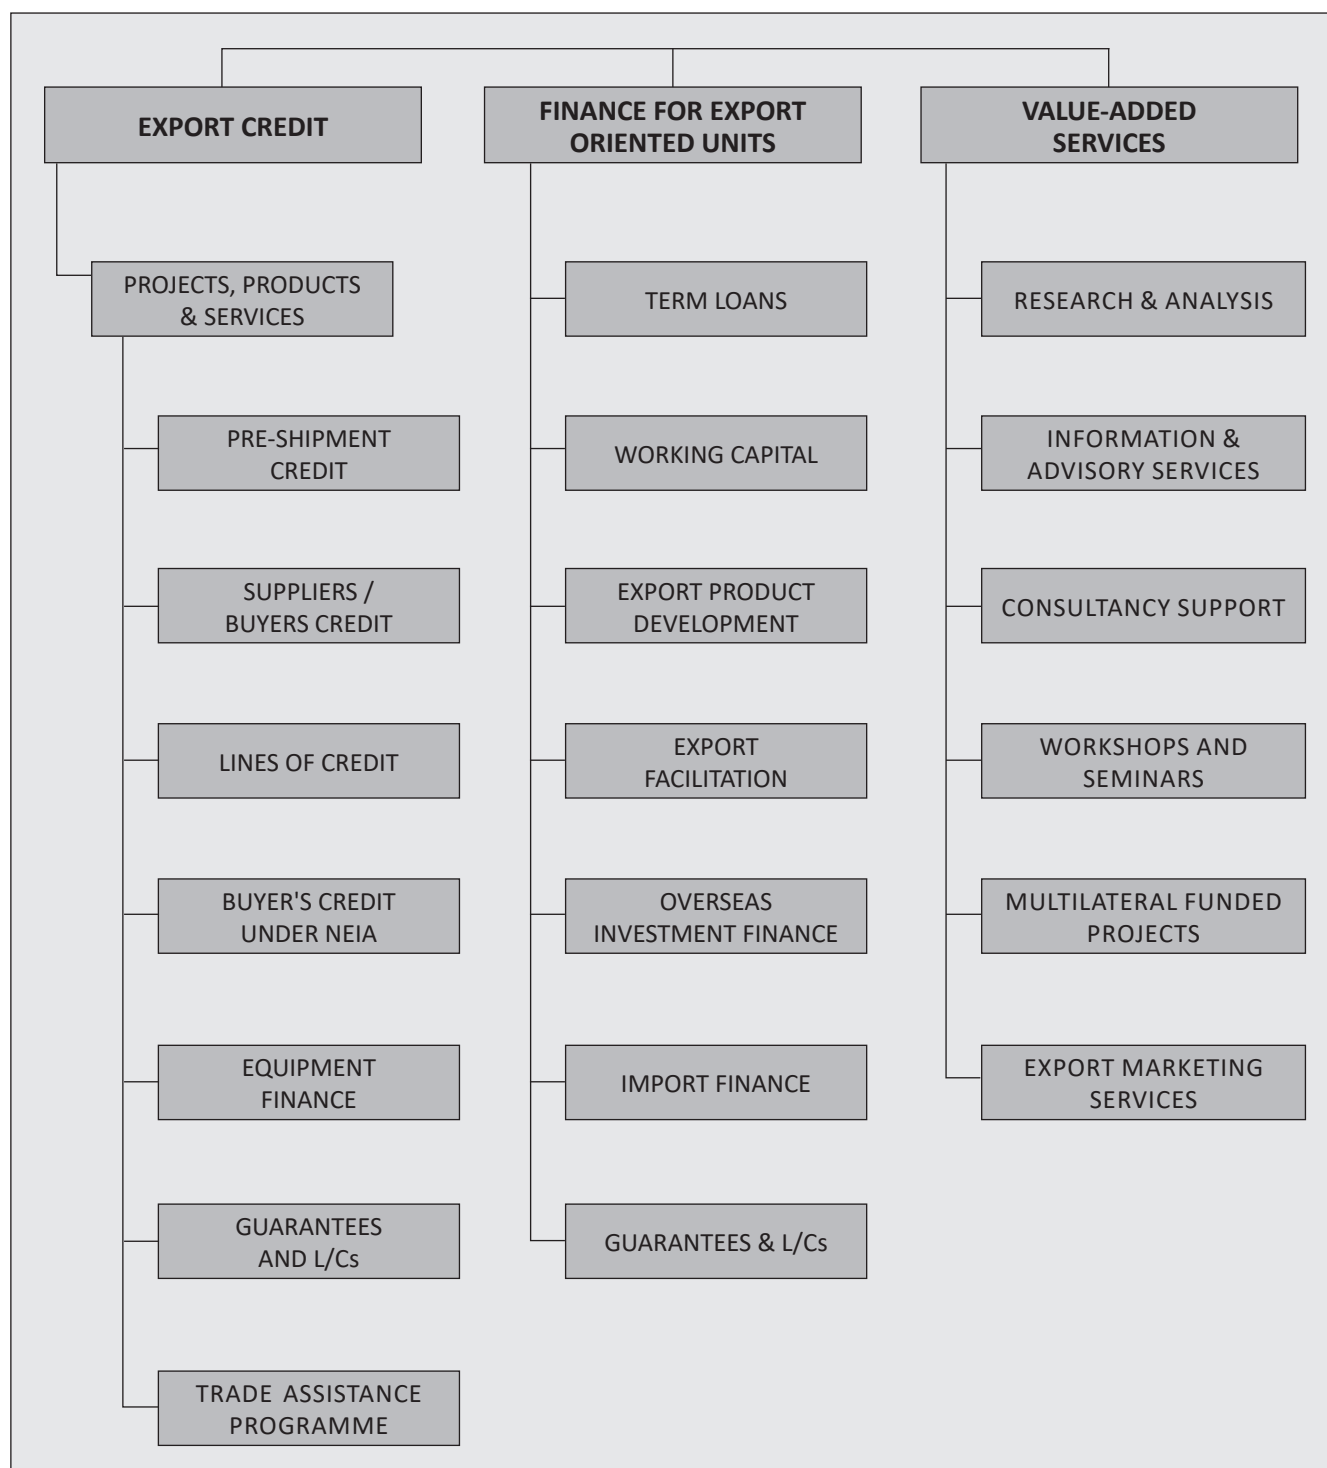 EXPORT CREDIT
PROJECTS, PRODUCTS
& SERVICES
PRE-SHIPMENT
CREDIT
SUPPLIERS /
BUYERS CREDIT
LINES OF CREDIT
BUYER'S CREDIT
UNDER NEIA
EQUIPMENT
FINANCE
GUARANTEES
AND L/Cs
TRADE ASSISTANCE
PROGRAMME
FINANCE FOR EXPORT
ORIENTED UNITS
TERM LOANS
WORKING CAPITAL
EXPORT PRODUCT
DEVELOPMENT
EXPORT
FACILITATION
OVERSEAS
INVESTMENT FINANCE
IMPORT FINANCE
GUARANTEES & L/Cs
VALUE-ADDED
SERVICES
RESEARCH & ANALYSIS
INFORMATION &
ADVISORY SERVICES
CONSULTANCY SUPPORT
WORKSHOPS AND
SEMINARS
MULTILATERAL FUNDED
PROJECTS
EXPORT MARKETING
SERVICES